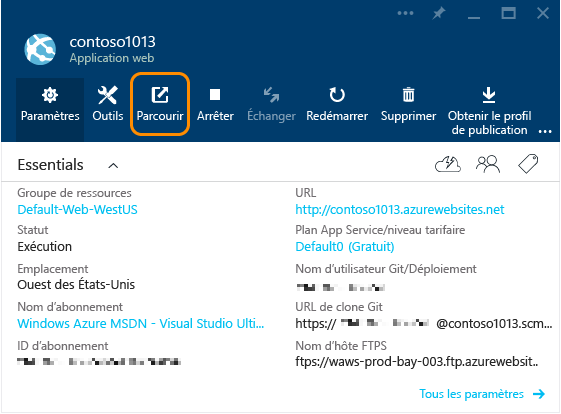 contoso1013
Application web
Paramètres
Outils
Parcourir
Arrêter
Échanger
Redémarrer
Supprimer
Obtenir le profil
de publication
Essentials
Groupe de ressources
Default-Web-WestUS
Statut
Exécution
Emplacement
Ouest des États-Unis
Nom d'abonnement
Windows Azure MSDN - Visual Studio Ulti...
ID d'abonnement
URL
http://contoso1013.azurewebsites.net
Plan App Service/niveau tarifaire
Default0 (Gratuit)
Nom d'utilisateur Git/Déploiement
URL de clone Git
https:// @contoso1013.scm...
Nom d'hôte FTPS
ftps://waws-prod-bay-003.ftp.azurewebsit..
Tous les paramètres